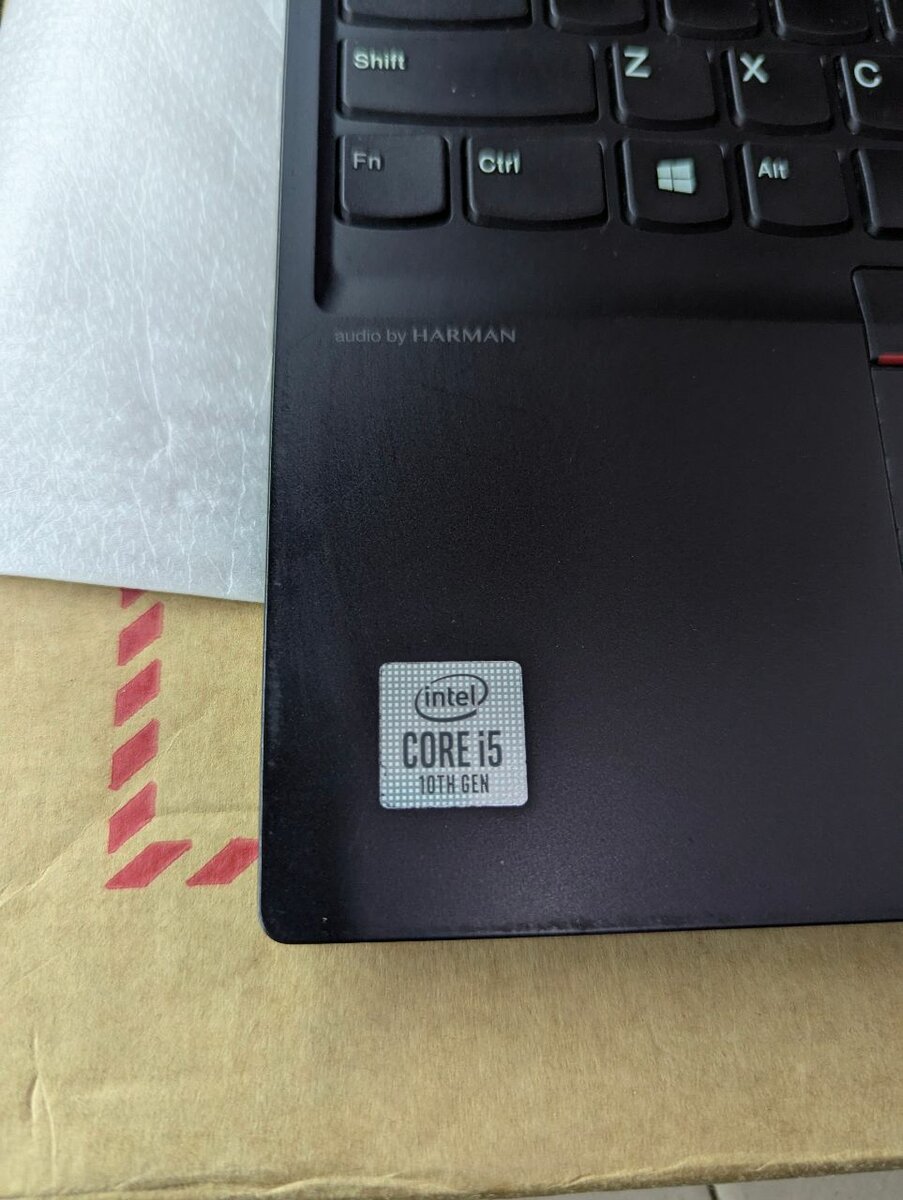 Shift Z X C
Fn Ctrl Alt
audio by HARMAN
intel
CORE i5
10TH GEN